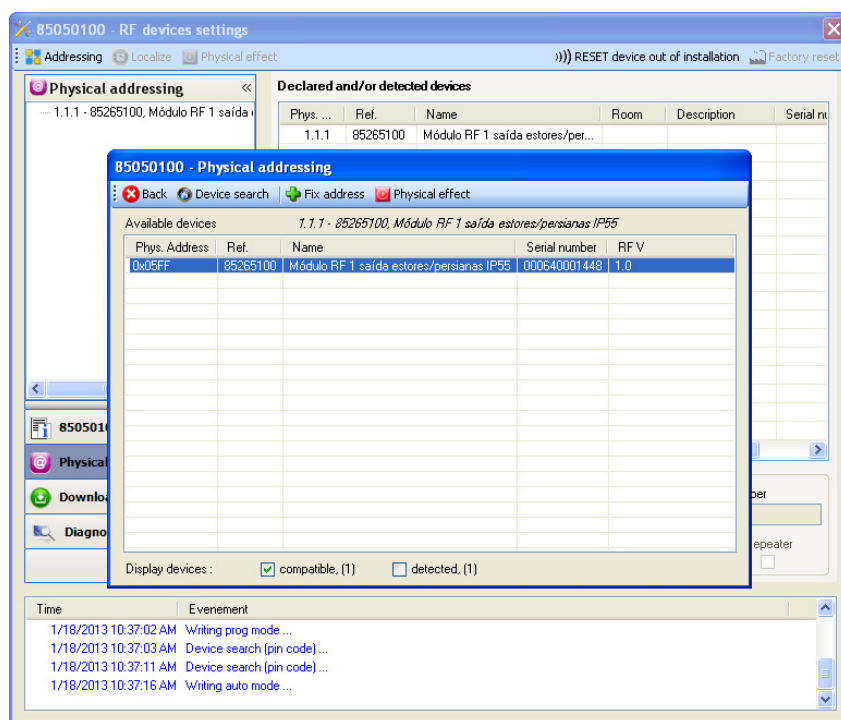 85050100 - RF devices settings
Addressing Localize Physical effect ))) RESET device out of installation Factory reset
Physical addressing «
1.1.1 - 85265100, Módulo RF 1 saída
Declared and/or detected devices
Phys. ... Ref. Name Room Description Serial
1.1.1 85265100 Módulo RF 1 saída estores/per...
85050100 - Physical addressing
Back Device search Fix address Physical effect
Available devices 1.1.1 - 85265100, Módulo RF 1 saída estores/persianas IP55
Phys. Address Ref. Name Serial number RF V
0x05FF 85265100 Módulo RF 1 saída estores/persianas IP55 000640001448 1.0
Display devices : compatible, (1) detected, (1)
850501
Physical
Downlo
Diagno
epeater
Time Evenement
1/18/2013 10:37:02 AM Writing prog mode ...
1/18/2013 10:37:03 AM Device search (pin code) ...
1/18/2013 10:37:11 AM Device search (pin code) ...
1/18/2013 10:37:16 AM Writing auto mode ...